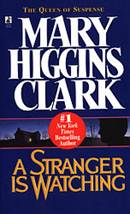 THE QUEEN OF SUSPENSE
MARY
HIGGINS
CLARK
#1
New York
Times
Bestselling
Author
A STRANGER
IS WATCHING